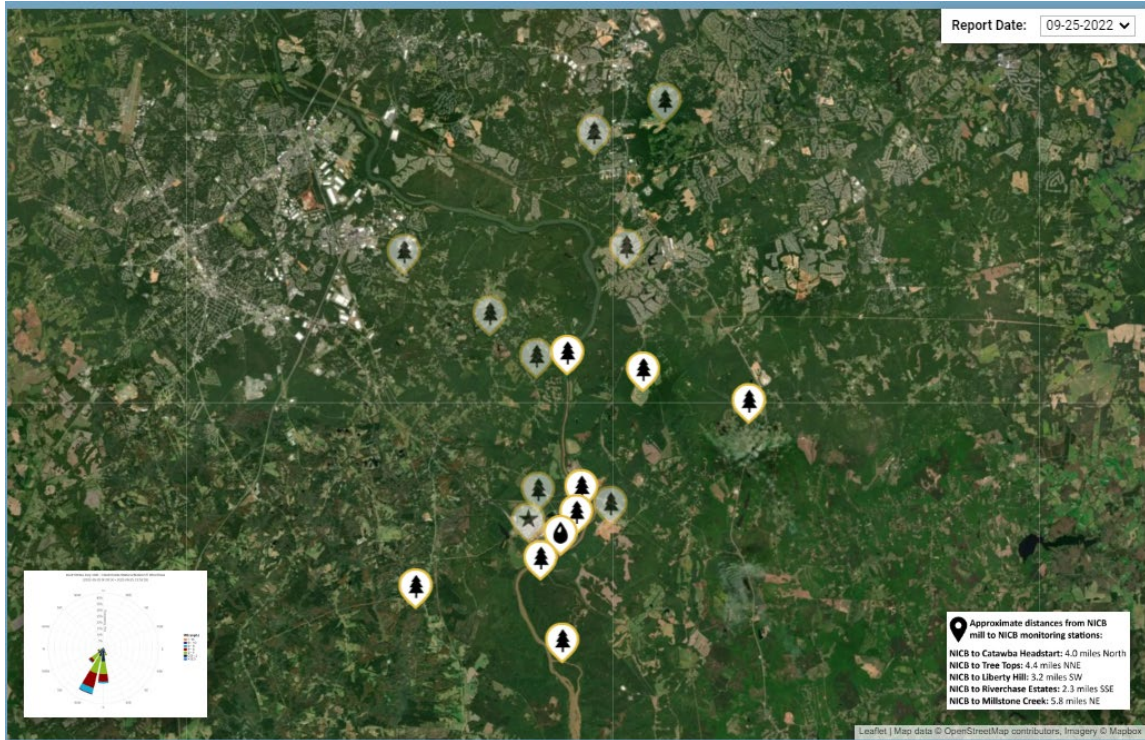 Report Date: 09-25-2022
Approximate distances from NICB
mill to NICB monitoring stations:
NICB to Catawba Headstart: 4.0 miles North
NICB to Tree Tops: 4.4 miles NNE
NICB to Liberty Hill: 3.2 miles SW
NICB to Riverchase Estates: 2.3 miles SSE
NICB to Millstone Creek: 5.8 miles NE
Leaflet | Map data © OpenStreetMap contributors, Imagery © Mapbox